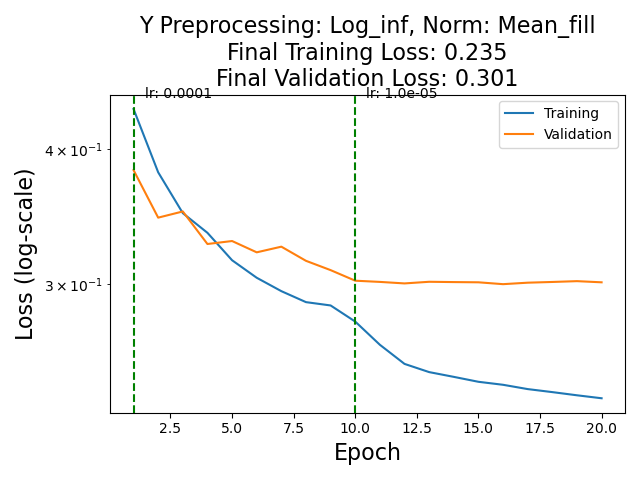 Y Preprocessing: Log_inf, Norm: Mean_fill
Final Training Loss: 0.235
Final Validation Loss: 0.301
lr: 0.0001
lr: 1.0e-05
Training
Validation
4 × 10⁻¹
3 × 10⁻¹
Loss (log-scale)
2.5 5.0 7.5 10.0 12.5 15.0 17.5 20.0
Epoch